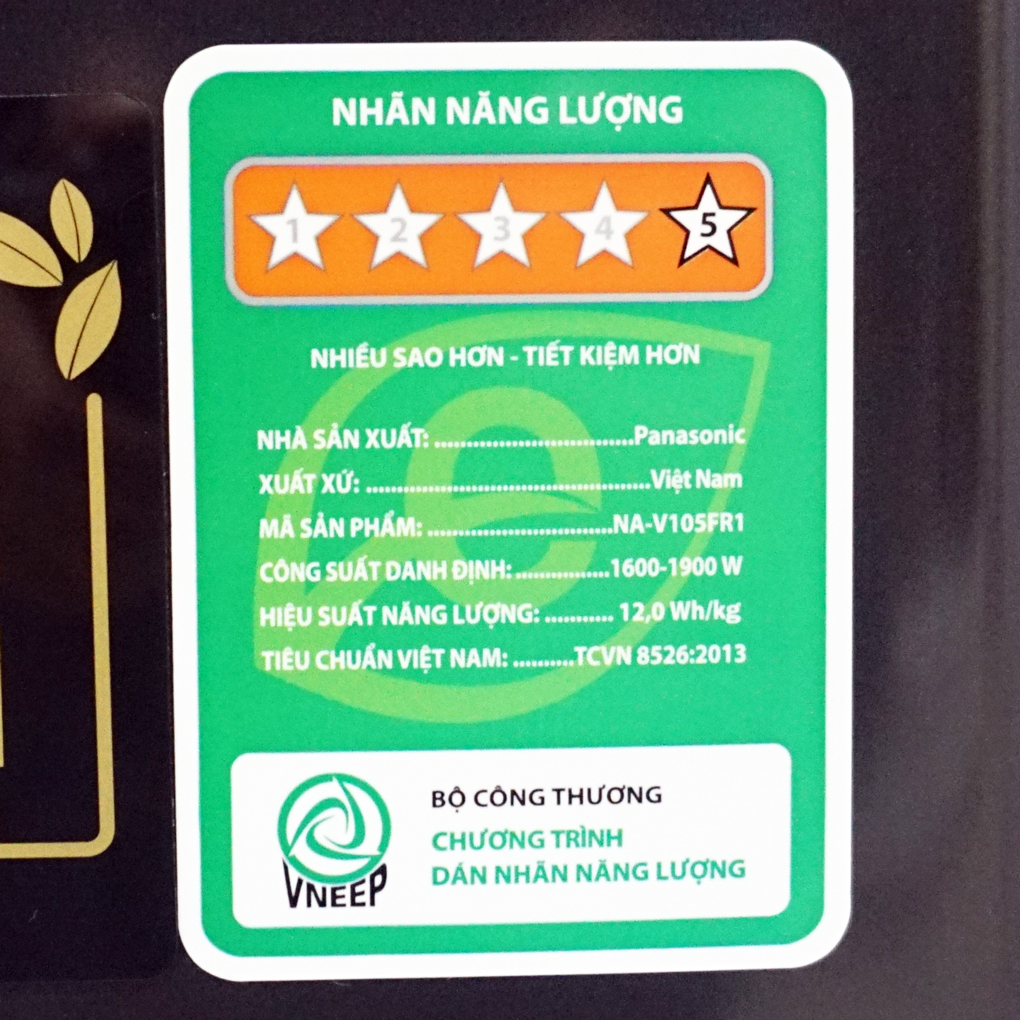 NHÃN NĂNG LƯỢNG
1 2 3 4 5
NHIỀU SAO HƠN - TIẾT KIỆM HƠN
NHÀ SẢN XUẤT: .................................Panasonic
XUẤT XỨ: ...............................................Việt Nam
MÃ SẢN PHẨM: ...............................NA-V105FR1
CÔNG SUẤT DANH ĐỊNH: ................1600-1900 W
HIỆU SUẤT NĂNG LƯỢNG: ........... 12,0 Wh/kg
TIÊU CHUẨN VIỆT NAM: ..........TCVN 8526:2013
VNEEP
BỘ CÔNG THƯƠNG
CHƯƠNG TRÌNH
DÁN NHÃN NĂNG LƯỢNG